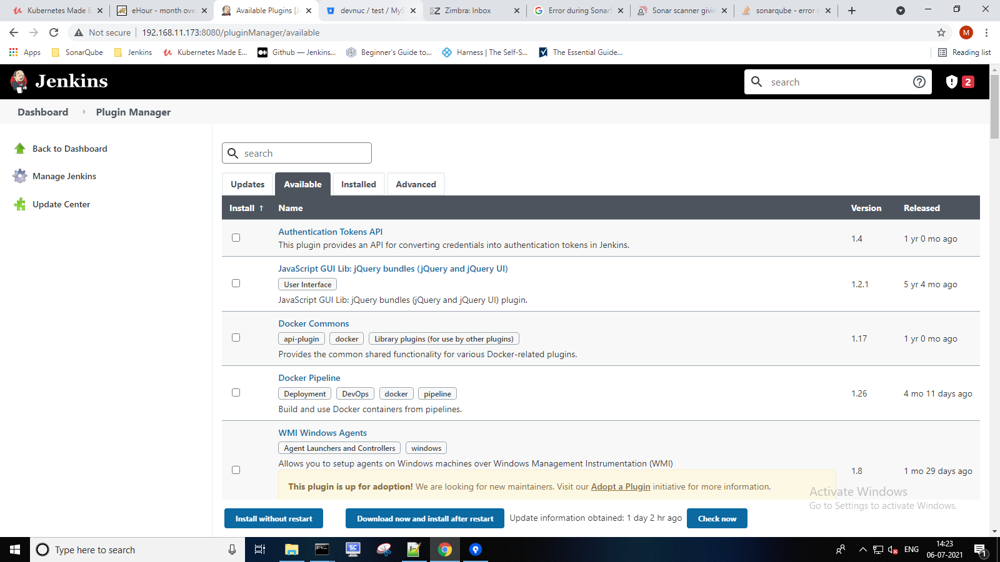 Kubernetes Made E
eHour - month ove
Available Plugins [J
devnuc / test / MyS
Zimbra: Inbox
Error during SonarS
Sonar scanner givin
sonarqube - error i
Not secure 192.168.11.173:8080/pluginManager/available
M
Apps SonarQube Jenkins Kubernetes Made E... Github — Jenkins... Beginner's Guide to... Harness | The Self-S... The Essential Guide... Reading list
Jenkins
search
2
Dashboard Plugin Manager
Back to Dashboard
Manage Jenkins
Update Center
search
Updates Available Installed Advanced
Install ↑ Name Version Released
Authentication Tokens API
This plugin provides an API for converting credentials into authentication tokens in Jenkins.
1.4 1 yr 0 mo ago
JavaScript GUI Lib: jQuery bundles (jQuery and jQuery UI)
User Interface
JavaScript GUI Lib: jQuery bundles (jQuery and jQuery UI) plugin.
1.2.1 5 yr 4 mo ago
Docker Commons
api-plugin docker Library plugins (for use by other plugins)
Provides the common shared functionality for various Docker-related plugins.
1.17 1 yr 0 mo ago
Docker Pipeline
Deployment DevOps docker pipeline
Build and use Docker containers from pipelines.
1.26 4 mo 11 days ago
WMI Windows Agents
Agent Launchers and Controllers windows
Allows you to setup agents on Windows machines over Windows Management Instrumentation (WMI)
This plugin is up for adoption! We are looking for new maintainers. Visit our Adopt a Plugin initiative for more information.
1.8 1 mo 29 days ago
Activate Windows
Go to Settings to activate Windows.
Install without restart Download now and install after restart Update information obtained: 1 day 2 hr ago Check now
Type here to search
SC
ENG
14:23
06-07-2021
1